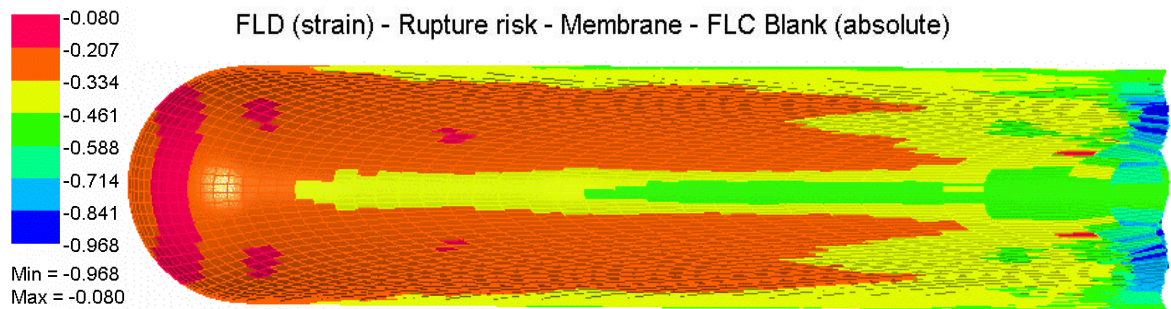 FLD (strain) - Rupture risk - Membrane - FLC Blank (absolute)
-0.080
-0.207
-0.334
-0.461
-0.588
-0.714
-0.841
-0.968
Min = -0.968
Max = -0.080